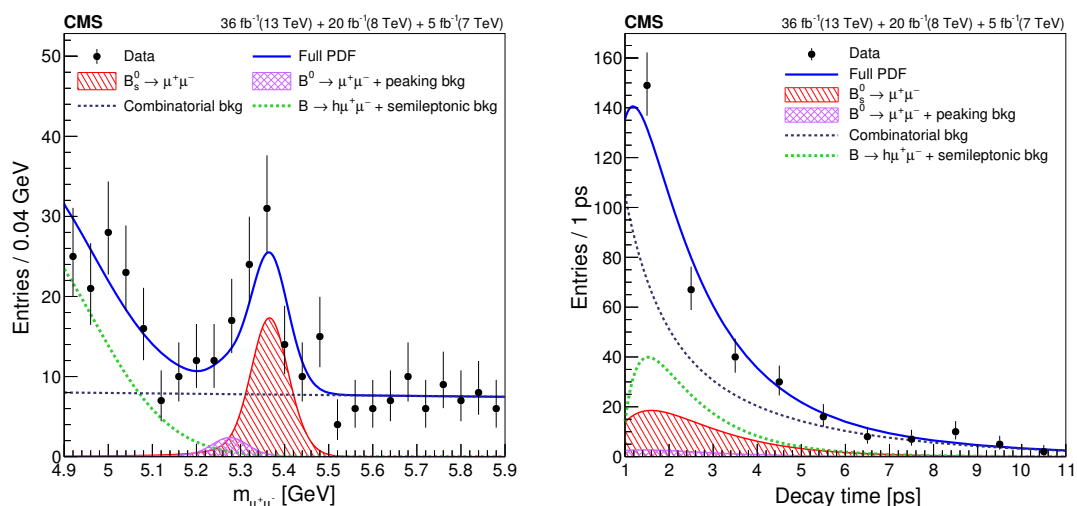 CMS
36 fb⁻¹(13 TeV) + 20 fb⁻¹(8 TeV) + 5 fb⁻¹(7 TeV)
Entries / 0.04 GeV
50
40
30
20
10
0
Data
Full PDF
B⁰ₛ → μ⁺μ⁻
B⁰ → μ⁺μ⁻ + peaking bkg
Combinatorial bkg
B → hμ⁺μ⁻ + semileptonic bkg
4.9 5 5.1 5.2 5.3 5.4 5.5 5.6 5.7 5.8 5.9
m_μ⁺μ⁻ [GeV]
CMS
36 fb⁻¹(13 TeV) + 20 fb⁻¹(8 TeV) + 5 fb⁻¹(7 TeV)
Entries / 1 ps
160
140
120
100
80
60
40
20
0
Data
Full PDF
B⁰ₛ → μ⁺μ⁻
B⁰ → μ⁺μ⁻ + peaking bkg
Combinatorial bkg
B → hμ⁺μ⁻ + semileptonic bkg
1 2 3 4 5 6 7 8 9 10 11
Decay time [ps]